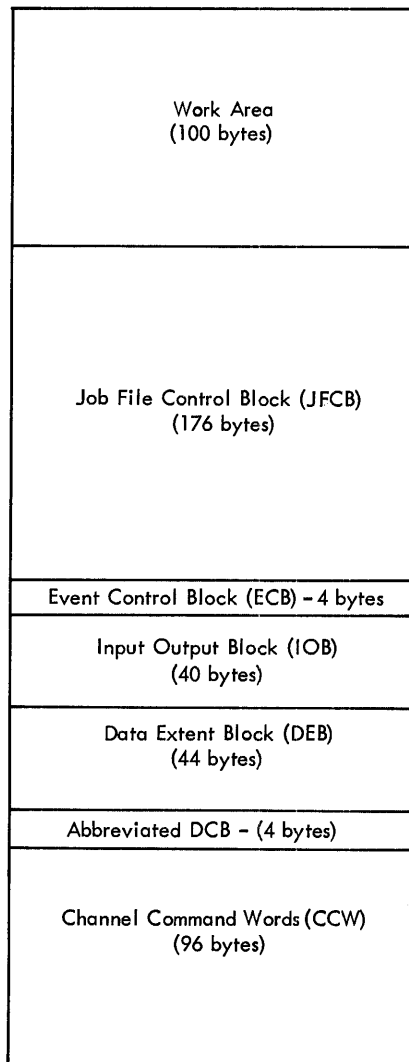 Work Area
(100 bytes)
Job File Control Block (JFCB)
(176 bytes)
Event Control Block (ECB) – 4 bytes
Input Output Block (IOB)
(40 bytes)
Data Extent Block (DEB)
(44 bytes)
Abbreviated DCB – (4 bytes)
Channel Command Words (CCW)
(96 bytes)